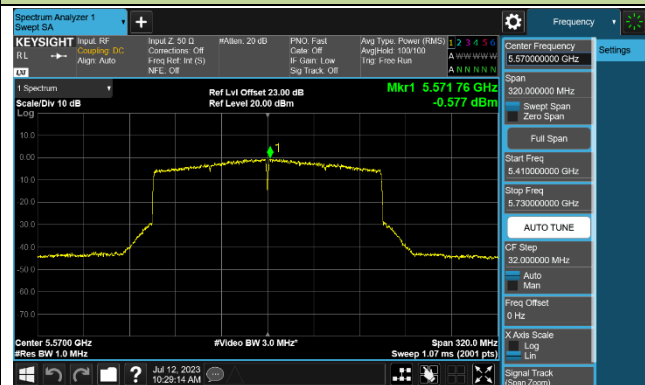 Spectrum Analyzer 1
Swept SA
Frequency
KEYSIGHT
RL
LXI
Input: RF
Coupling: DC
Align: Auto
Input Z: 50 Ω
Corrections: Off
Freq Ref: Int (S)
NFE: Off
#Atten: 20 dB
PNO: Fast
Gate: Off
IF Gain: Low
Sig Track: Off
Avg Type: Power (RMS)
Avg|Hold: 100/100
Trig: Free Run
1 2 3 4 5 6
A W W W W W
A N N N N N
1 Spectrum
Scale/Div 10 dB
Log
Ref Lvl Offset 23.00 dB
Ref Level 20.00 dBm
Mkr1 5.571 76 GHz
-0.577 dBm
1
10.0
0.00
-10.0
-20.0
-30.0
-40.0
-50.0
-60.0
-70.0
Center 5.5700 GHz
#Res BW 1.0 MHz
#Video BW 3.0 MHz*
Span 320.0 MHz
Sweep 1.07 ms (2001 pts)
Jul 12, 2023
10:29:14 AM
Center Frequency
5.570000000 GHz
Settings
Span
320.000000 MHz
Swept Span
Zero Span
Full Span
Start Freq
5.410000000 GHz
Stop Freq
5.730000000 GHz
AUTO TUNE
CF Step
32.000000 MHz
Auto
Man
Freq Offset
0 Hz
X Axis Scale
Log
Lin
Signal Track
(Span Zoom)